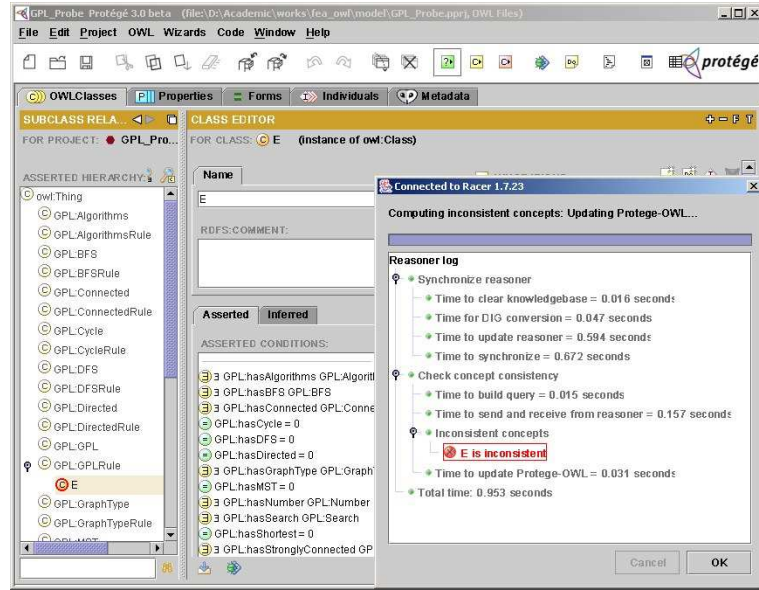 GPL_Probe Protégé 3.0 beta (file:\D:\Academic\works\fea_owl\model\GPL_Probe.pprj, OWL Files)
File Edit Project OWL Wizards Code Window Help
protégé
OWLClasses Properties Forms Individuals Metadata
SUBCLASS RELA...
FOR PROJECT: GPL_Pro...
ASSERTED HIERARCHY:
owl:Thing
GPL:Algorithms
GPL:AlgorithmsRule
GPL:BFS
GPL:BFSRule
GPL:Connected
GPL:ConnectedRule
GPL:Cycle
GPL:CycleRule
GPL:DFS
GPL:DFSRule
GPL:Directed
GPL:DirectedRule
GPL:GPL
GPL:GPLRule
E
GPL:GraphType
GPL:GraphTypeRule
GPL:MST
CLASS EDITOR
FOR CLASS: E (instance of owl:Class)
Name
E
RDFS:COMMENT:
Asserted Inferred
ASSERTED CONDITIONS:
∃ GPL:hasAlgorithms GPL:Algorit
∃ GPL:hasBFS GPL:BFS
∃ GPL:hasConnected GPL:Conne
GPL:hasCycle = 0
GPL:hasDFS = 0
GPL:hasDirected = 0
∃ GPL:hasGraphType GPL:Graph
GPL:hasMST = 0
∃ GPL:hasNumber GPL:Number
∃ GPL:hasSearch GPL:Search
GPL:hasShortest = 0
∃ GPL:hasStronglyConnected GP
Connected to Racer 1.7.23
Computing inconsistent concepts: Updating Protege-OWL...
Reasoner log
Synchronize reasoner
Time to clear knowledgebase = 0.016 seconds
Time for DIG conversion = 0.047 seconds
Time to update reasoner = 0.594 seconds
Time to synchronize = 0.672 seconds
Check concept consistency
Time to build query = 0.015 seconds
Time to send and receive from reasoner = 0.157 seconds
Inconsistent concepts
E is inconsistent
Time to update Protege-OWL = 0.031 seconds
Total time: 0.953 seconds
Cancel OK